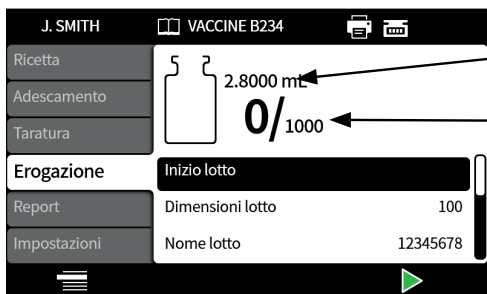 J. SMITH VACCINE B234
Ricetta
Adescamento
Taratura
Erogazione
Report
Impostazioni
2.8000 mL
0/1000
Inizio lotto
Dimensioni lotto 100
Nome lotto 12345678